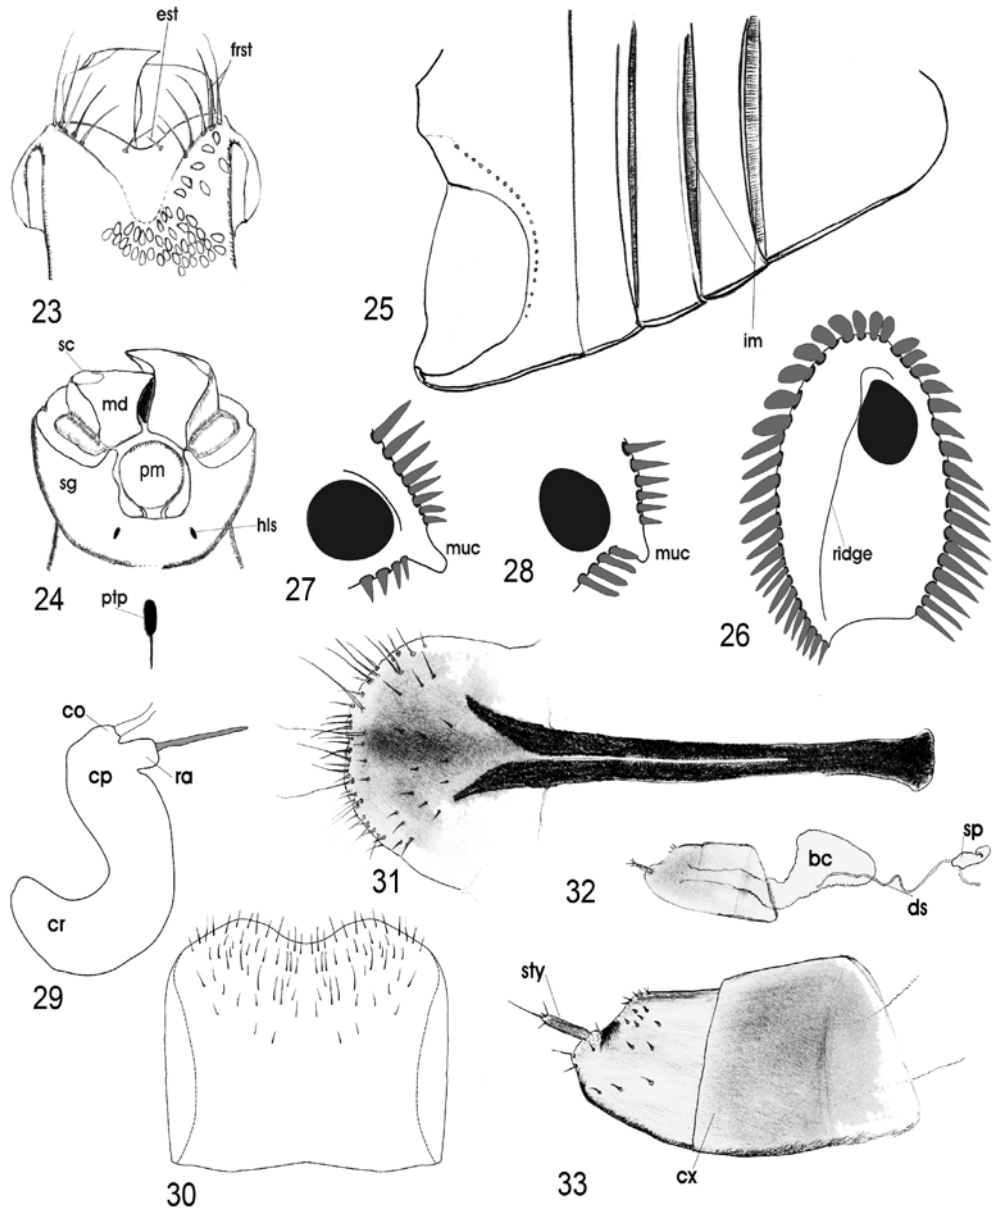 est
frst
23
25
im
sc
md
pm
sg
hls
24
ptp
27
muc
28
muc
26
ridge
co
cp
ra
cr
29
31
32
bc
sp
ds
30
sty
cx
33